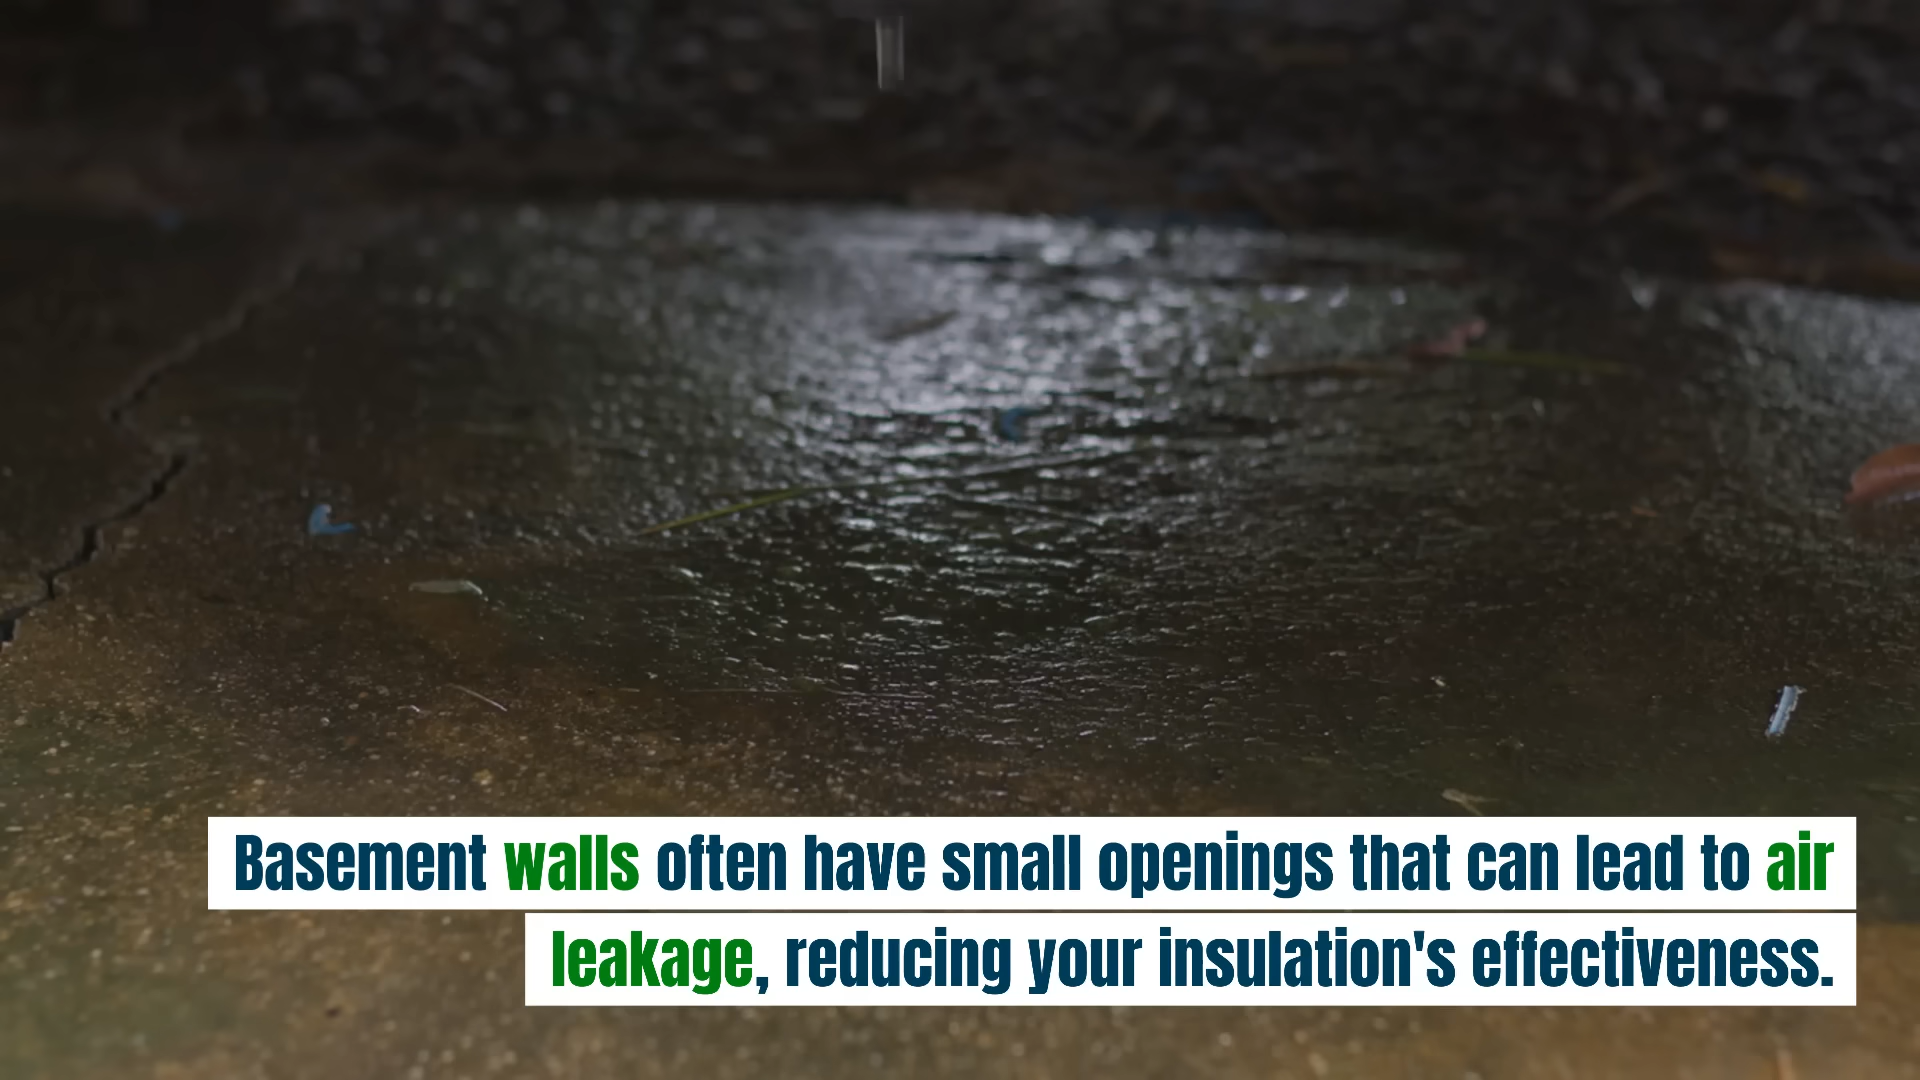 Basement walls often have small openings that can lead to air
leakage, reducing your insulation's effectiveness.